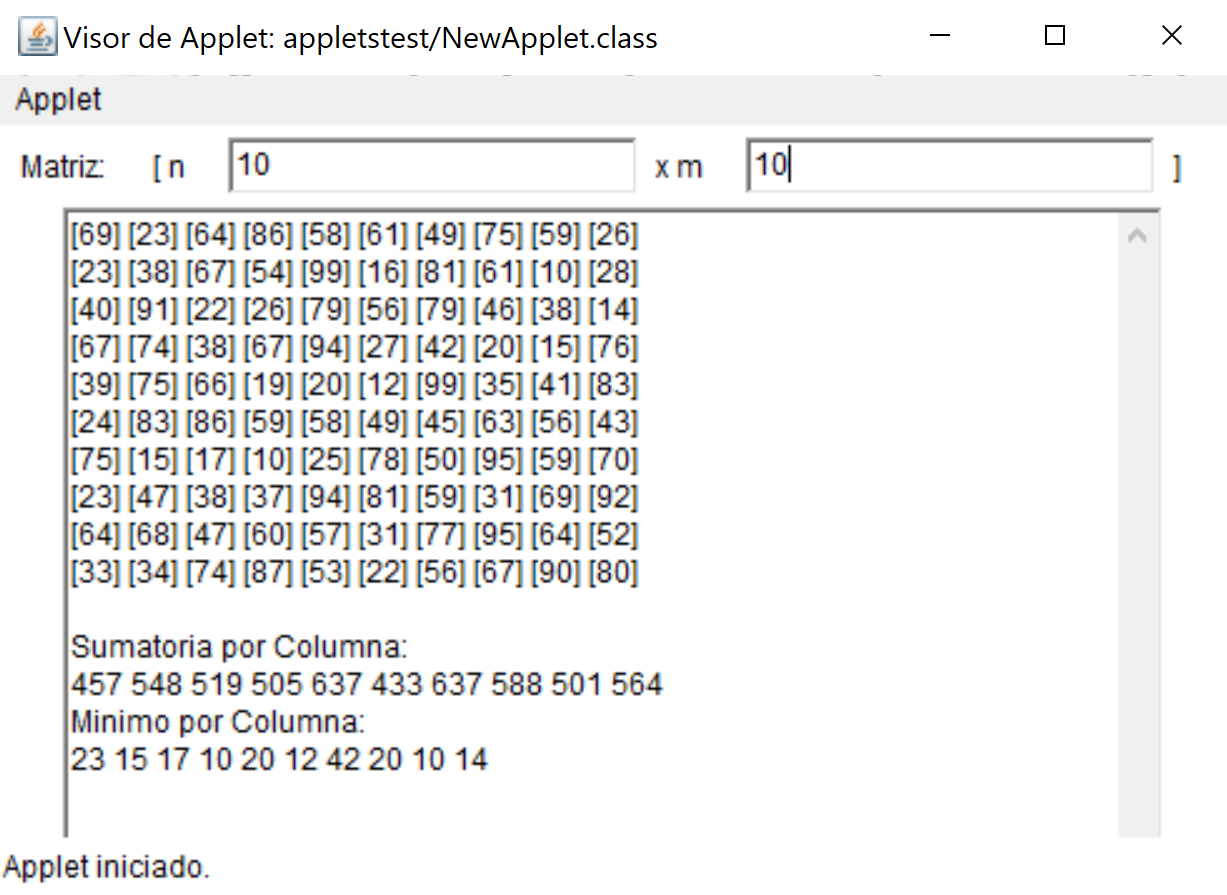 Visor de Applet: appletstest/NewApplet.class
Applet
Matriz: [ n 10 x m 10 ]
[69] [23] [64] [86] [58] [61] [49] [75] [59] [26]
[23] [38] [67] [54] [99] [16] [81] [61] [10] [28]
[40] [91] [22] [26] [79] [56] [79] [46] [38] [14]
[67] [74] [38] [67] [94] [27] [42] [20] [15] [76]
[39] [75] [66] [19] [20] [12] [99] [35] [41] [83]
[24] [83] [86] [59] [58] [49] [45] [63] [56] [43]
[75] [15] [17] [10] [25] [78] [50] [95] [59] [70]
[23] [47] [38] [37] [94] [81] [59] [31] [69] [92]
[64] [68] [47] [60] [57] [31] [77] [95] [64] [52]
[33] [34] [74] [87] [53] [22] [56] [67] [90] [80]
Sumatoria por Columna:
457 548 519 505 637 433 637 588 501 564
Minimo por Columna:
23 15 17 10 20 12 42 20 10 14
Applet iniciado.